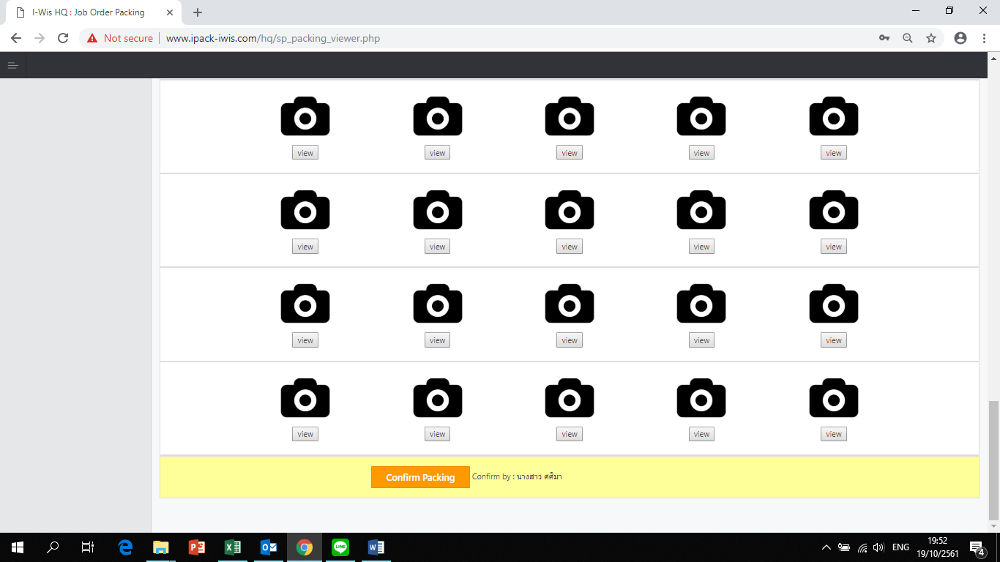 I-Wis HQ : Job Order Packing
Not secure | www.ipack-iwis.com/hq/sp_packing_viewer.php
view view view view view
view view view view view
view view view view view
view view view view view
Confirm Packing Confirm by : นางสาว ศศิมา
ENG 19:52
19/10/2561 4